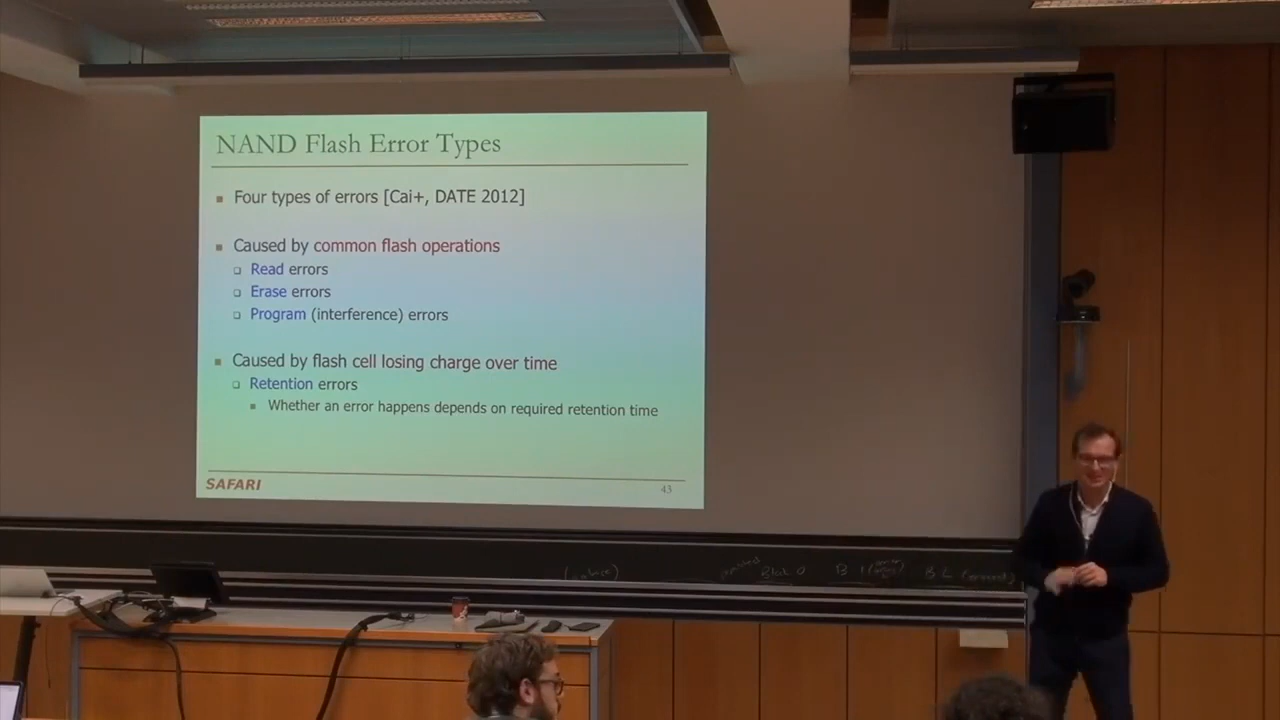 NAND Flash Error Types
Four types of errors [Cai+, DATE 2012]
Caused by common flash operations
Read errors
Erase errors
Program (interference) errors
Caused by flash cell losing charge over time
Retention errors
Whether an error happens depends on required retention time
SAFARI
43
Block 0